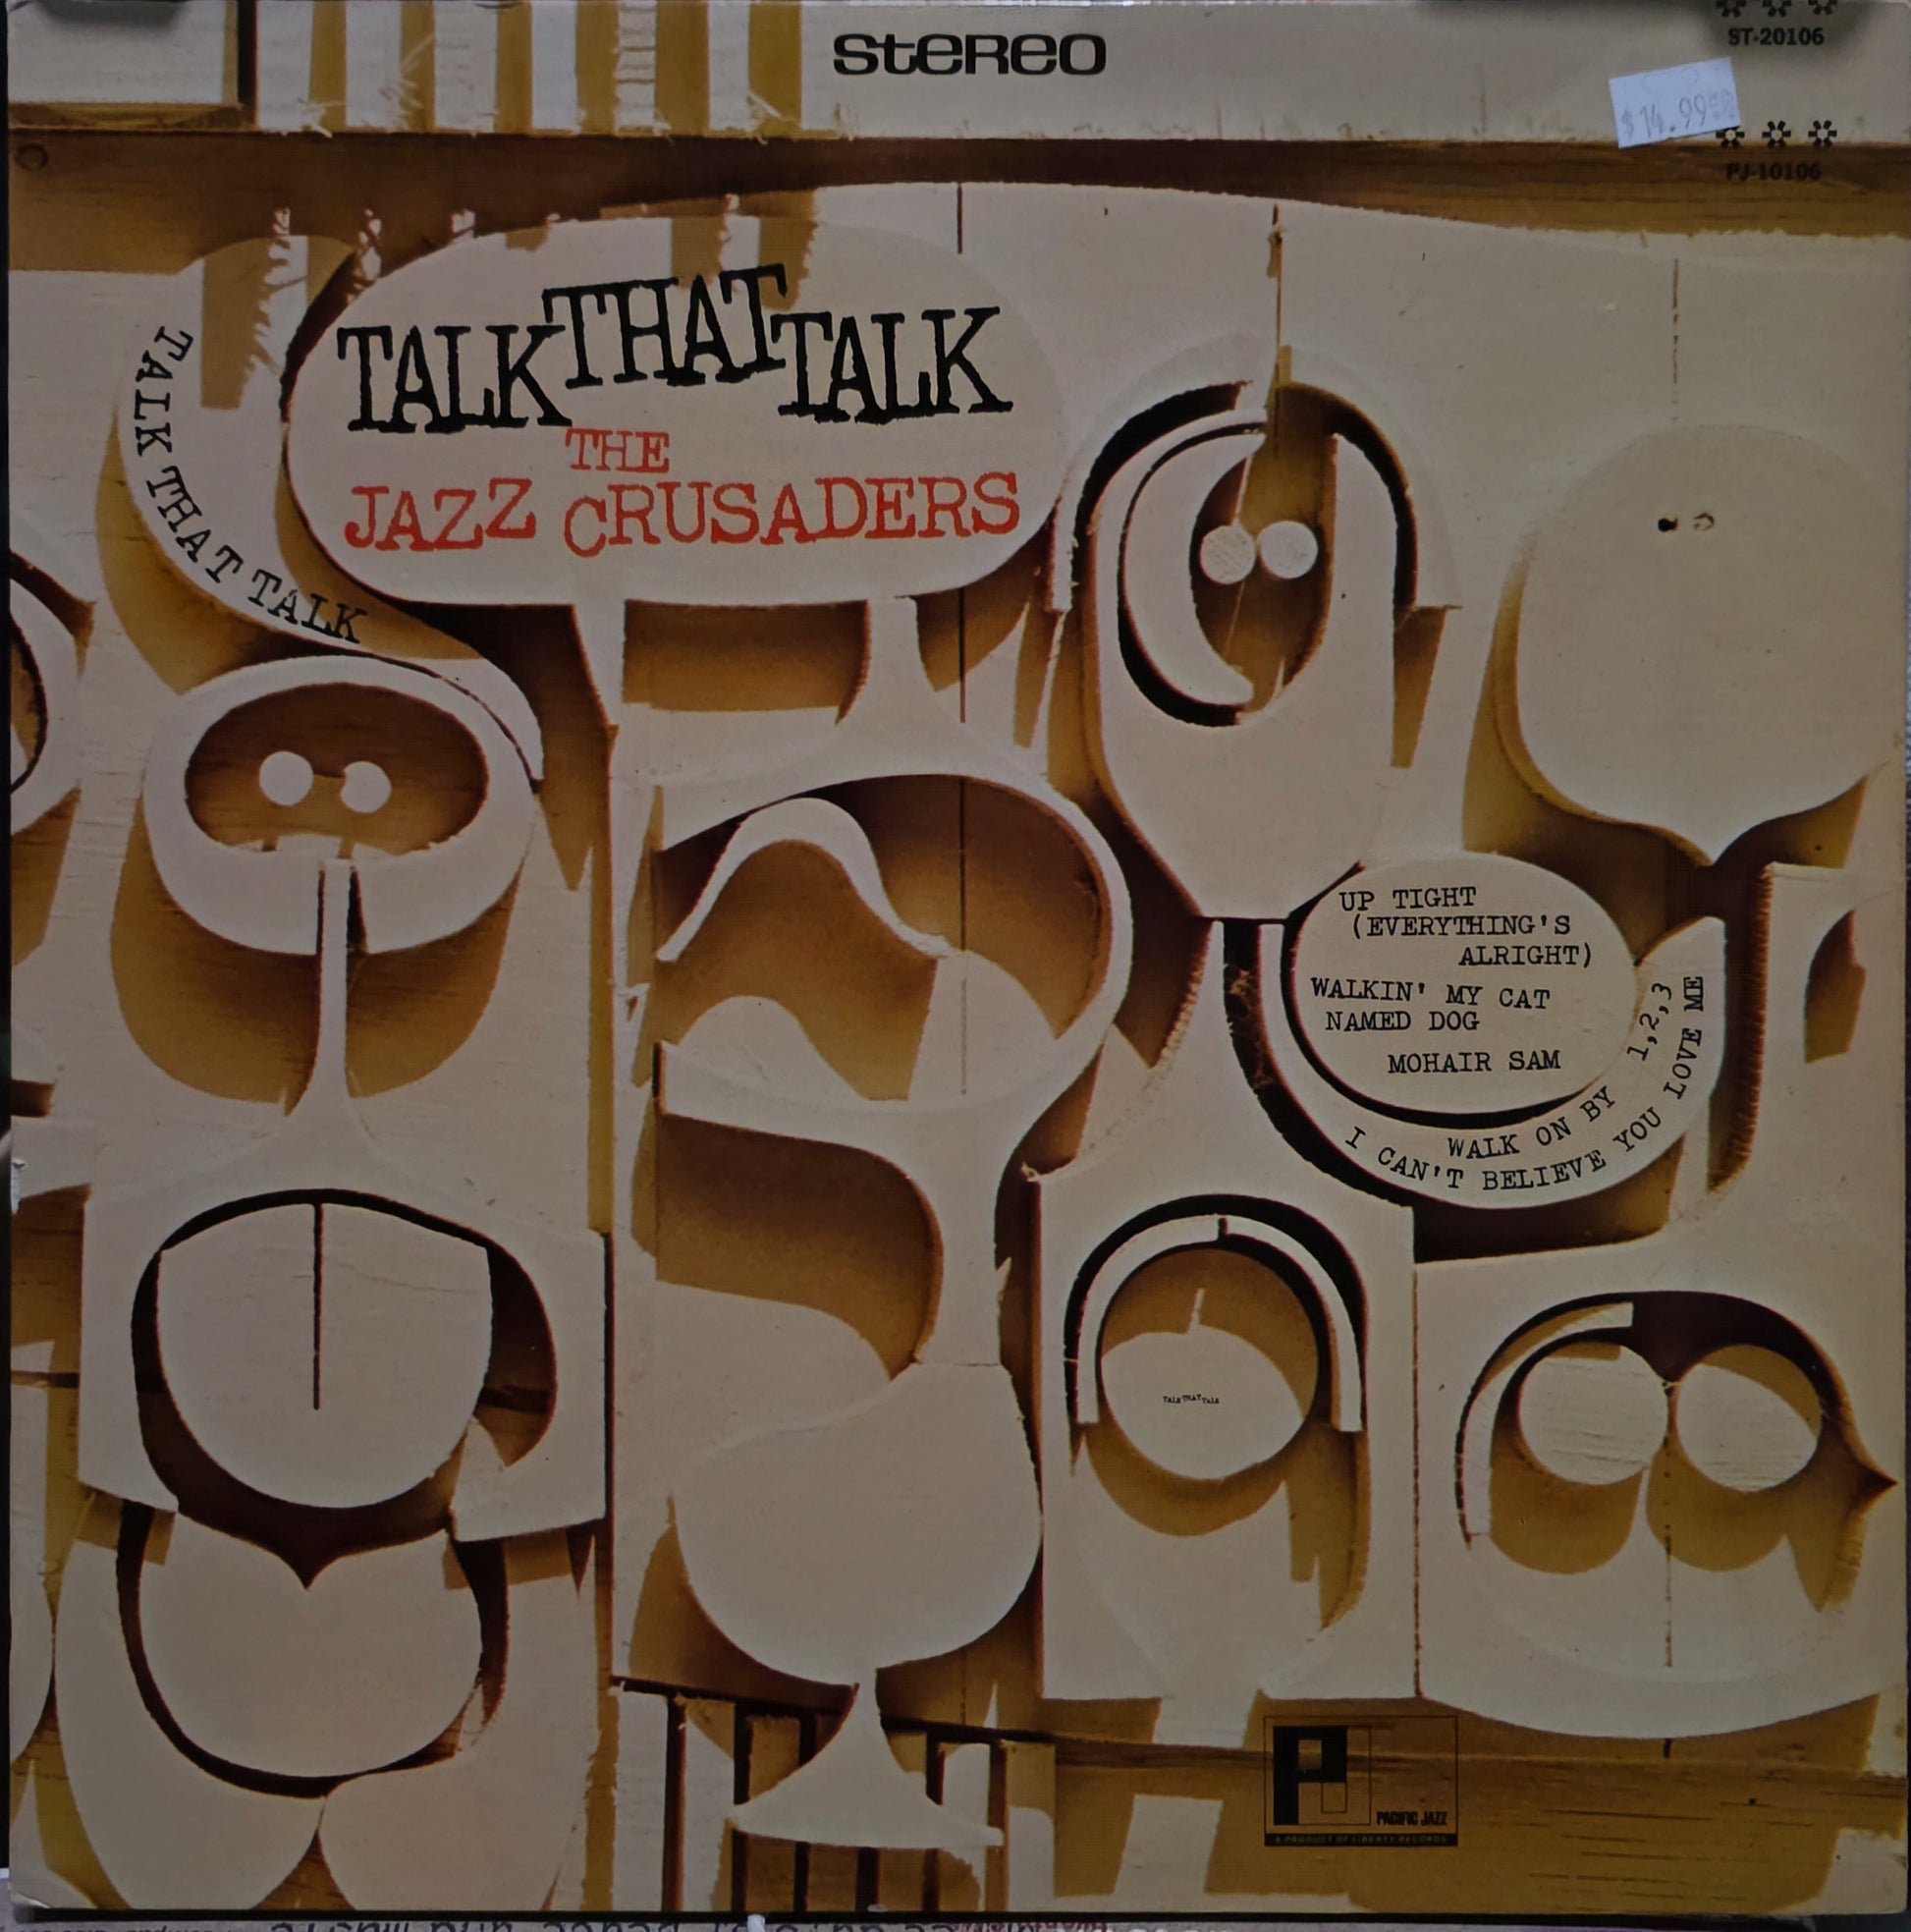 stereo
ST-20106
$14.99
PJ-10106
TALK THAT TALK
THE
JAZZ CRUSADERS
TALK THAT TALK
UP TIGHT
(EVERYTHING'S
ALRIGHT)
WALKIN' MY CAT
NAMED DOG
MOHAIR SAM
WALK ON BY 1,2,3
I CAN'T BELIEVE YOU LOVE ME
TALK THAT TALK
PJ
PACIFIC JAZZ
A PRODUCT OF LIBERTY RECORDS